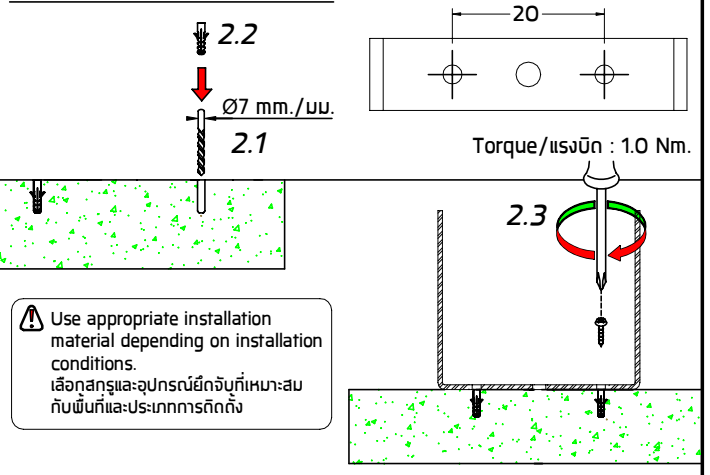 2.2
20
Ø7 mm./มม.
2.1
Torque/แรงบิด : 1.0 Nm.
2.3
Use appropriate installation
material depending on installation
conditions.
เลือกสกรูและอุปกรณ์ยึดจับที่เหมาะสม
กับพื้นที่และประเภทการติดตั้ง